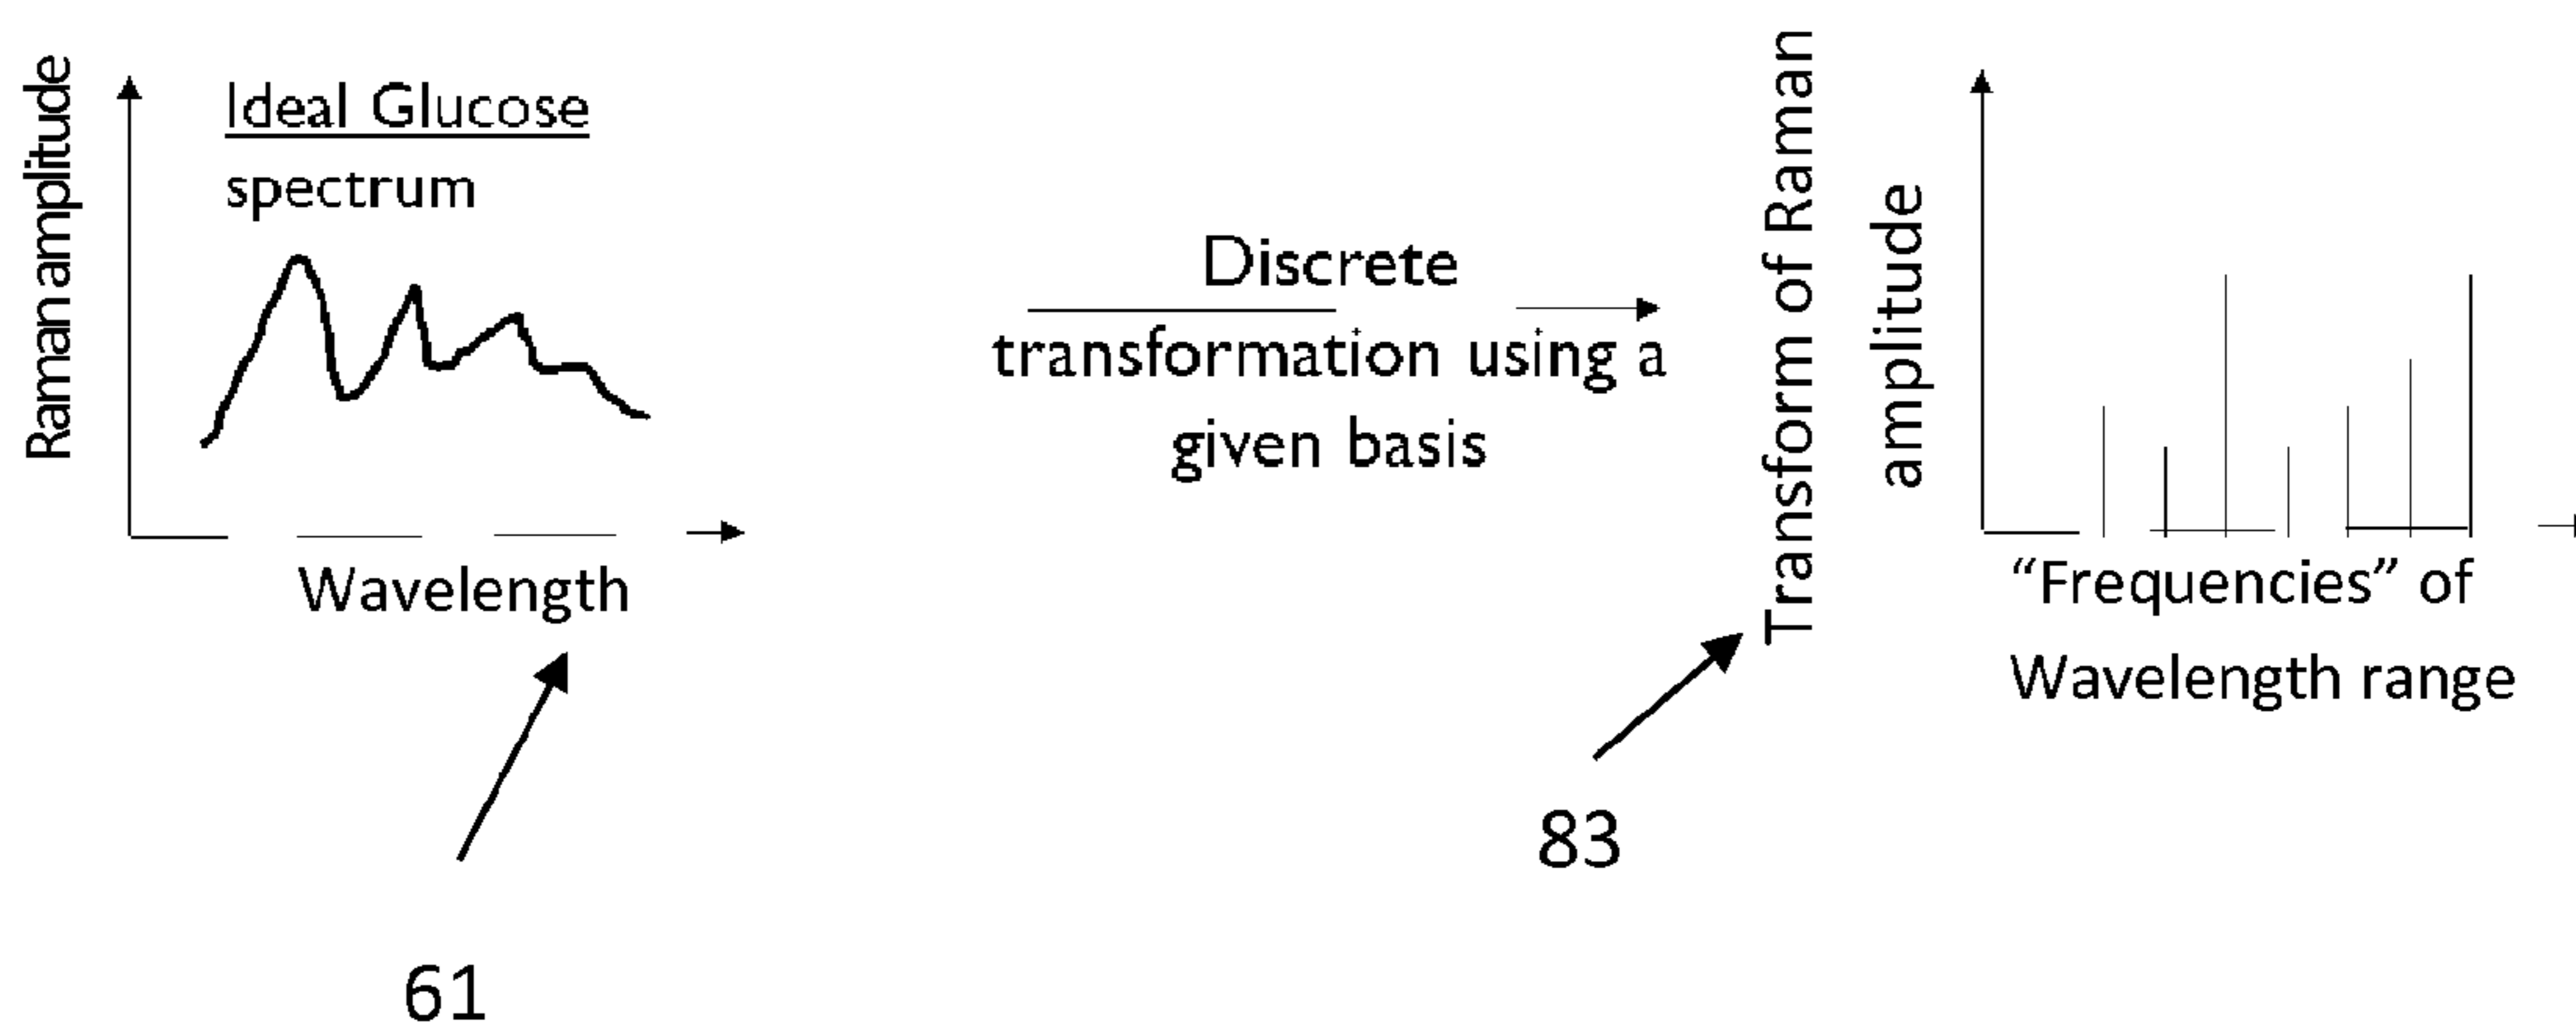 Raman amplitude
Ideal Glucose
spectrum
Wavelength
61
Discrete
transformation using a
given basis
83
Transform of Raman
amplitude
“Frequencies” of
Wavelength range